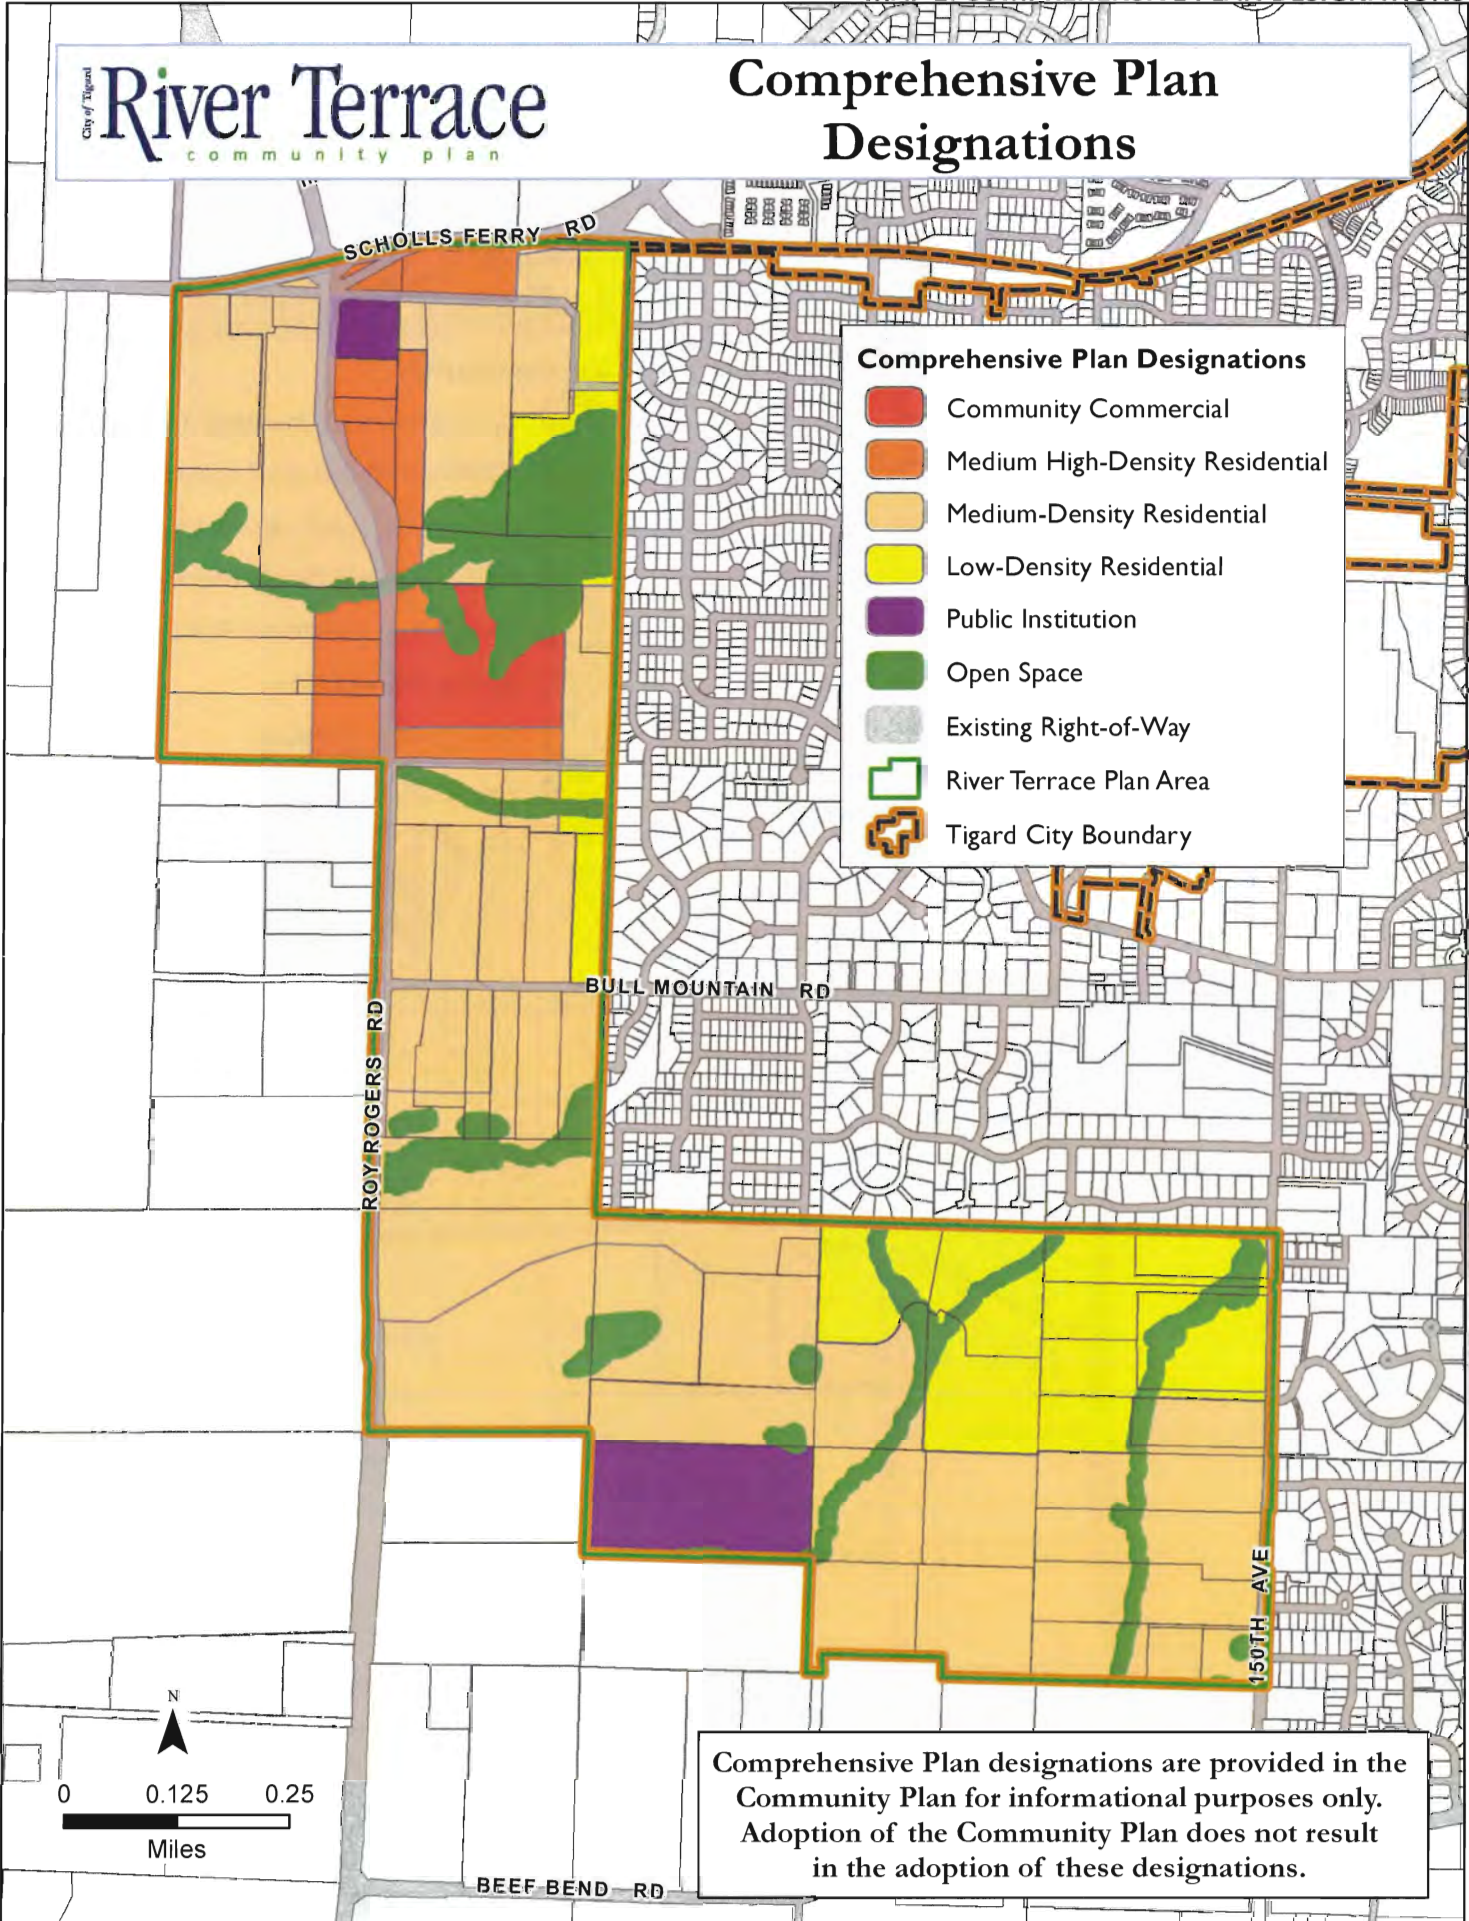 City of Tigard
River Terrace
community plan
Comprehensive Plan
Designations
SCHOLLS FERRY RD
Comprehensive Plan Designations
Community Commercial
Medium High-Density Residential
Medium-Density Residential
Low-Density Residential
Public Institution
Open Space
Existing Right-of-Way
River Terrace Plan Area
Tigard City Boundary
BULL MOUNTAIN RD
ROY ROGERS RD
150TH AVE
N
0 0.125 0.25
Miles
Comprehensive Plan designations are provided in the
Community Plan for informational purposes only.
Adoption of the Community Plan does not result
in the adoption of these designations.
BEEF BEND RD